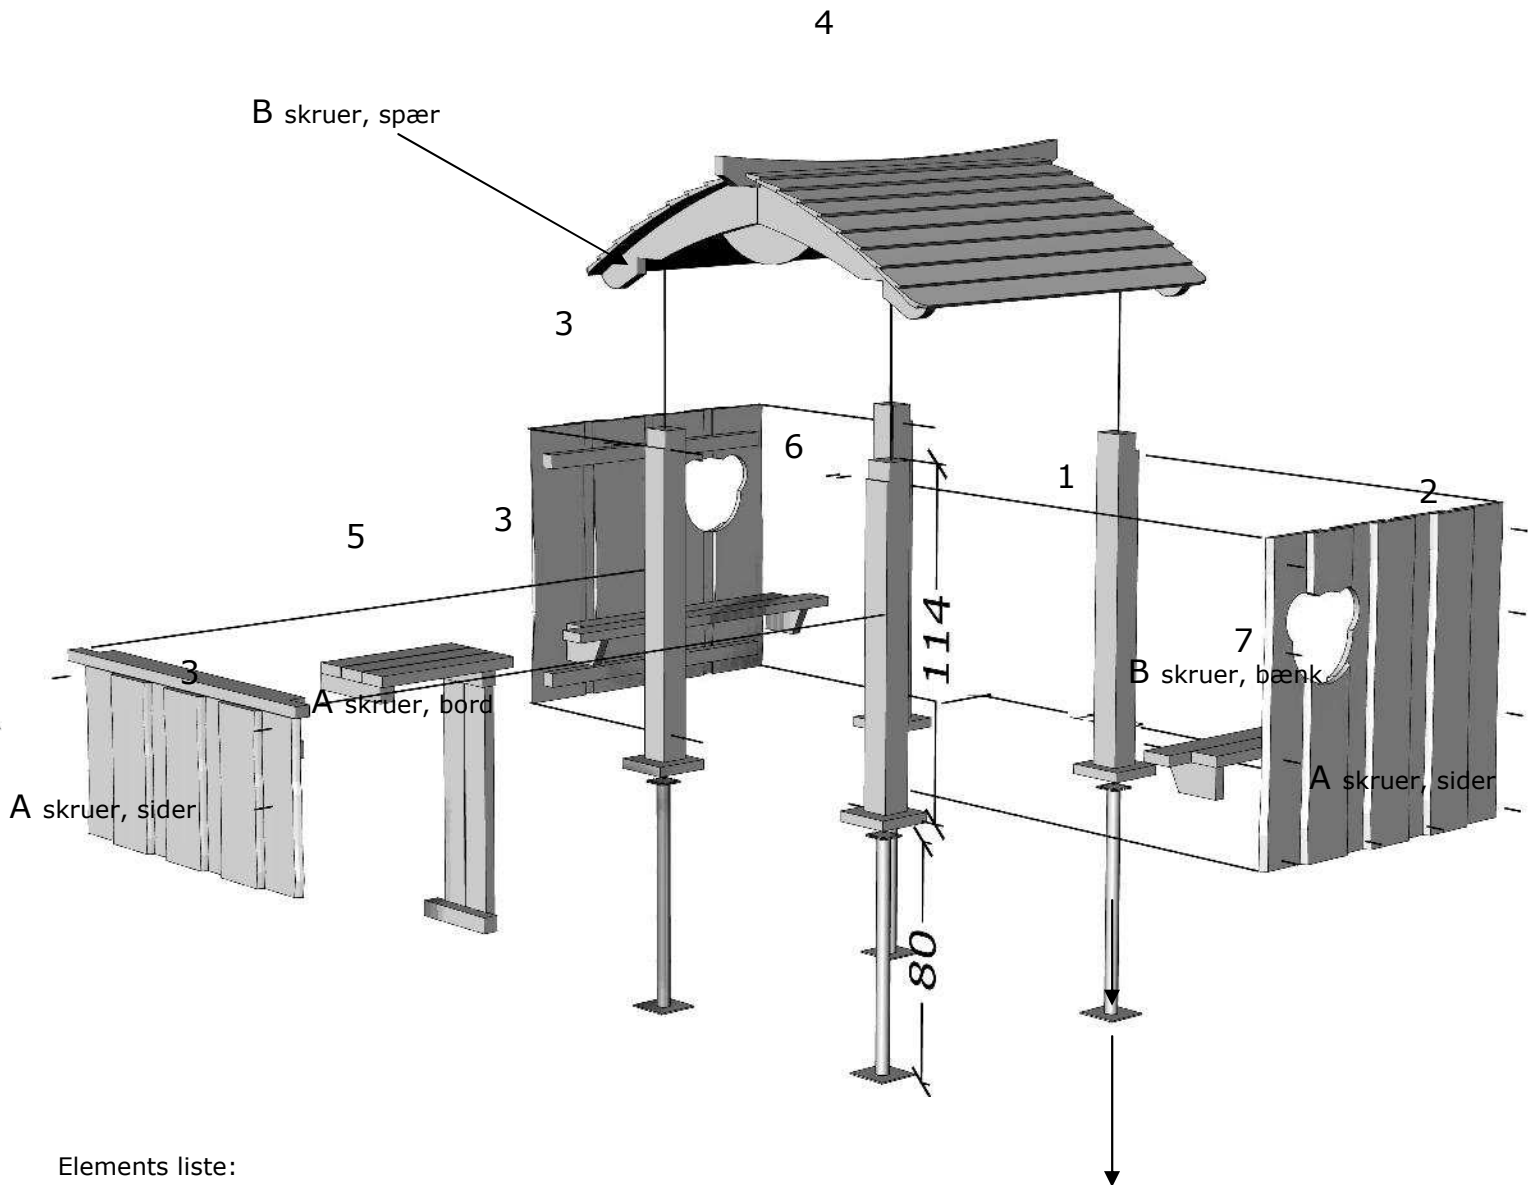 4
B skruer, spær
3
6
1
2
3
5
114
7
3
B skruer, bænk
A skruer, bord
A skruer, sider
A skruer, sider
80
Elements liste: